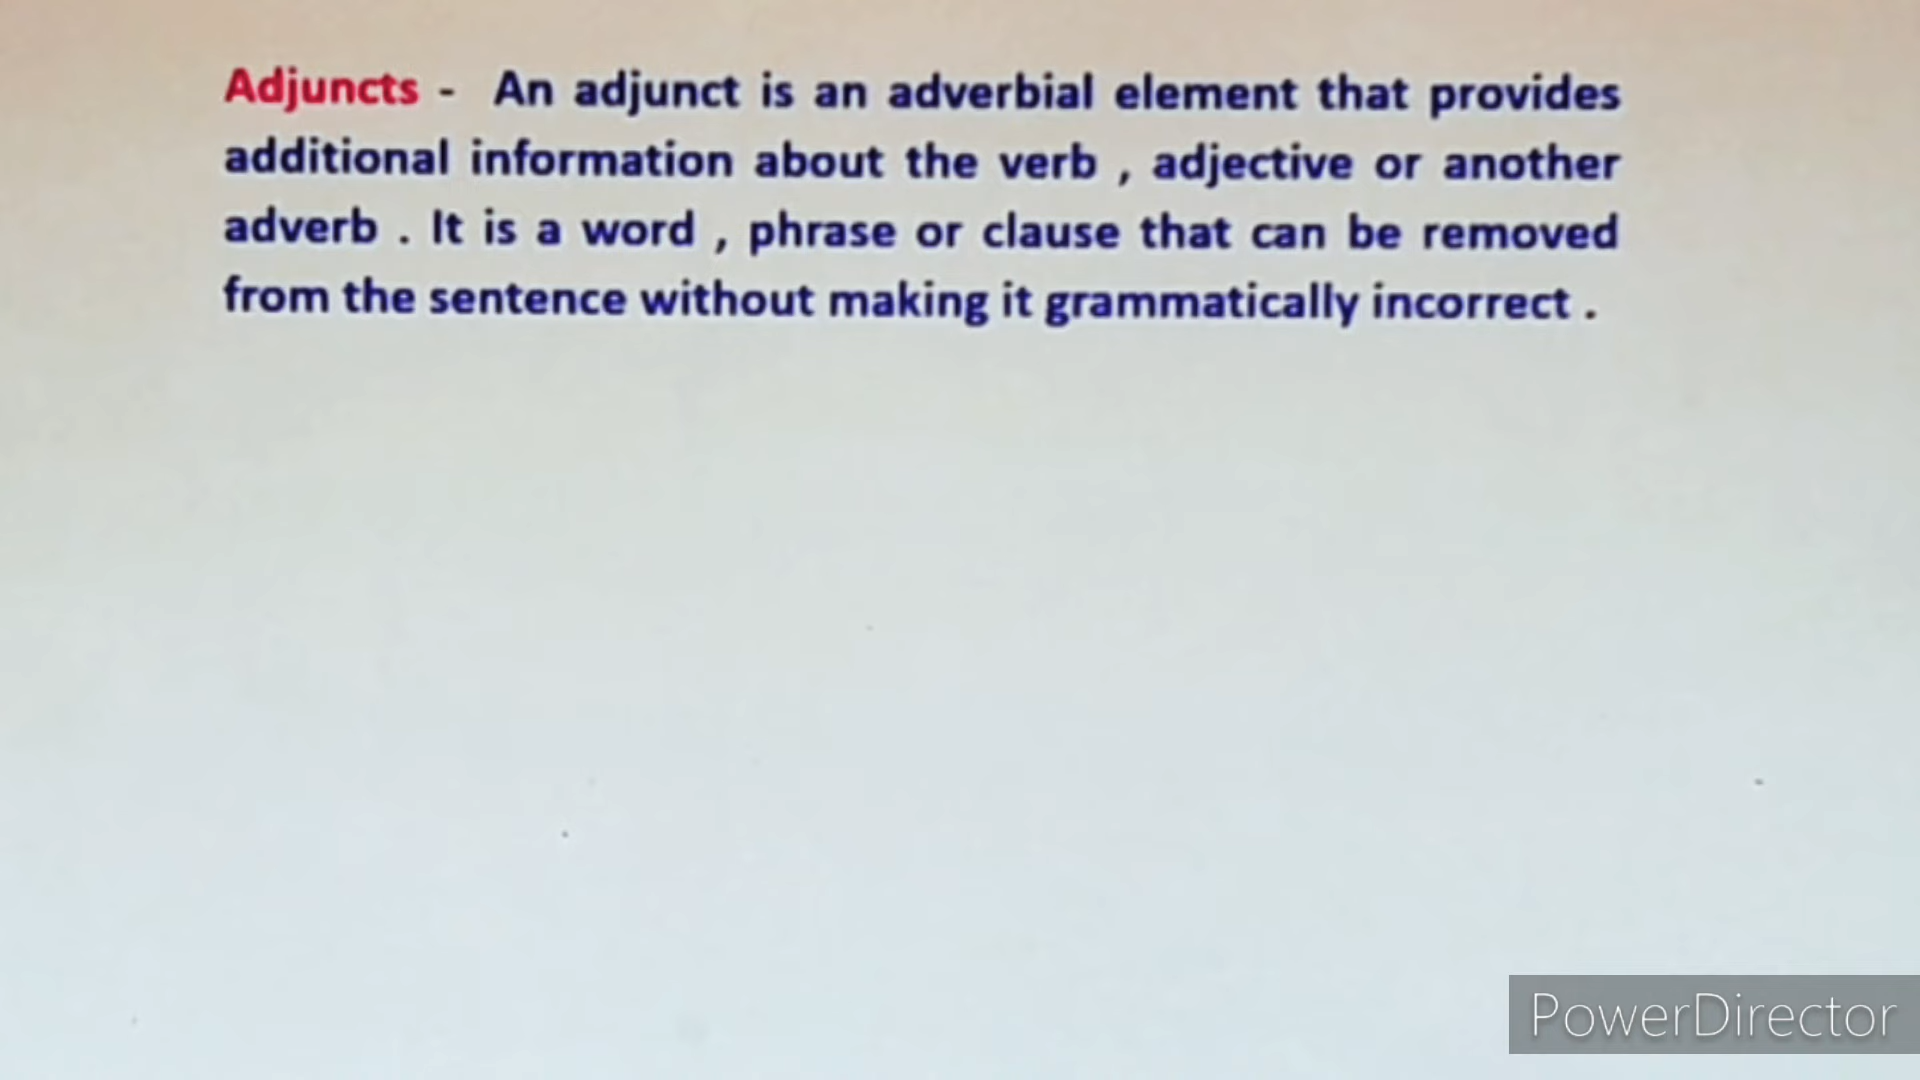 Adjuncts - An adjunct is an adverbial element that provides
additional information about the verb , adjective or another
adverb . It is a word , phrase or clause that can be removed
from the sentence without making it grammatically incorrect .
PowerDirector